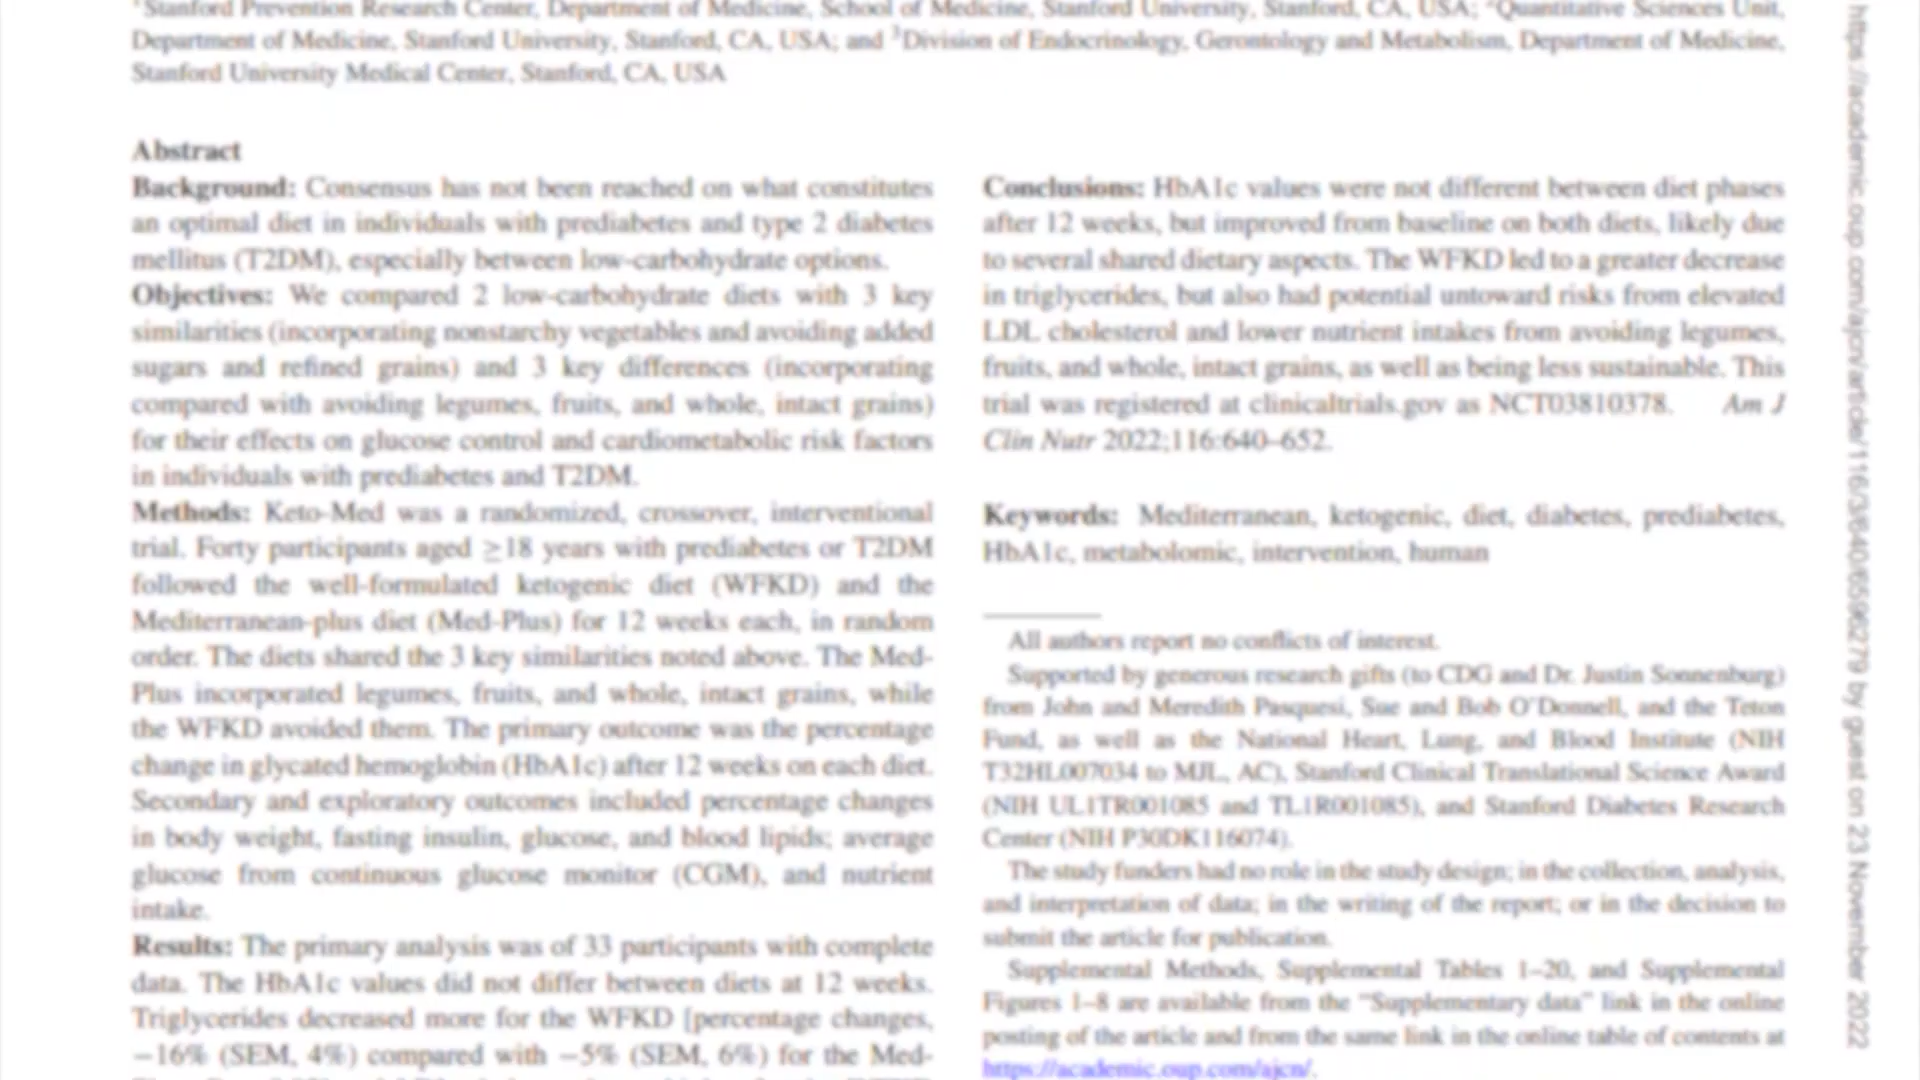 ¹Stanford Prevention Research Center, Department of Medicine, School of Medicine, Stanford University, Stanford, CA, USA; ²Quantitative Sciences Unit,
Department of Medicine, Stanford University, Stanford, CA, USA; and ³Division of Endocrinology, Gerontology and Metabolism, Department of Medicine,
Stanford University Medical Center, Stanford, CA, USA
Abstract
Background: Consensus has not been reached on what constitutes
an optimal diet in individuals with prediabetes and type 2 diabetes
mellitus (T2DM), especially between low-carbohydrate options.
Objectives: We compared 2 low-carbohydrate diets with 3 key
similarities (incorporating nonstarchy vegetables and avoiding added
sugars and refined grains) and 3 key differences (incorporating
compared with avoiding legumes, fruits, and whole, intact grains)
for their effects on glucose control and cardiometabolic risk factors
in individuals with prediabetes and T2DM.
Methods: Keto-Med was a randomized, crossover, interventional
trial. Forty participants aged ≥18 years with prediabetes or T2DM
followed the well-formulated ketogenic diet (WFKD) and the
Mediterranean-plus diet (Med-Plus) for 12 weeks each, in random
order. The diets shared the 3 key similarities noted above. The Med-
Plus incorporated legumes, fruits, and whole, intact grains, while
the WFKD avoided them. The primary outcome was the percentage
change in glycated hemoglobin (HbA1c) after 12 weeks on each diet.
Secondary and exploratory outcomes included percentage changes
in body weight, fasting insulin, glucose, and blood lipids; average
glucose from continuous glucose monitor (CGM), and nutrient
intake.
Results: The primary analysis was of 33 participants with complete
data. The HbA1c values did not differ between diets at 12 weeks.
Triglycerides decreased more for the WFKD [percentage changes,
−16% (SEM, 4%) compared with −5% (SEM, 6%) for the Med-
Conclusions: HbA1c values were not different between diet phases
after 12 weeks, but improved from baseline on both diets, likely due
to several shared dietary aspects. The WFKD led to a greater decrease
in triglycerides, but also had potential untoward risks from elevated
LDL cholesterol and lower nutrient intakes from avoiding legumes,
fruits, and whole, intact grains, as well as being less sustainable. This
trial was registered at clinicaltrials.gov as NCT03810378. Am J
Clin Nutr 2022;116:640–652.
Keywords: Mediterranean, ketogenic, diet, diabetes, prediabetes,
HbA1c, metabolomic, intervention, human
All authors report no conflicts of interest.
Supported by generous research gifts (to CDG and Dr. Justin Sonnenburg)
from John and Meredith Pasquesi, Sue and Bob O'Donnell, and the Teton
Fund, as well as the National Heart, Lung, and Blood Institute (NIH
T32HL007034 to MJL, AC), Stanford Clinical Translational Science Award
(NIH UL1TR001085 and TL1R001085), and Stanford Diabetes Research
Center (NIH P30DK116074).
The study funders had no role in the study design; in the collection, analysis,
and interpretation of data; in the writing of the report; or in the decision to
submit the article for publication.
Supplemental Methods, Supplemental Tables 1–20, and Supplemental
Figures 1–8 are available from the “Supplementary data” link in the online
posting of the article and from the same link in the online table of contents at
https://academic.oup.com/ajcn/.
https://academic.oup.com/ajcn/article/116/3/640/6596279 by guest on 23 November 2022